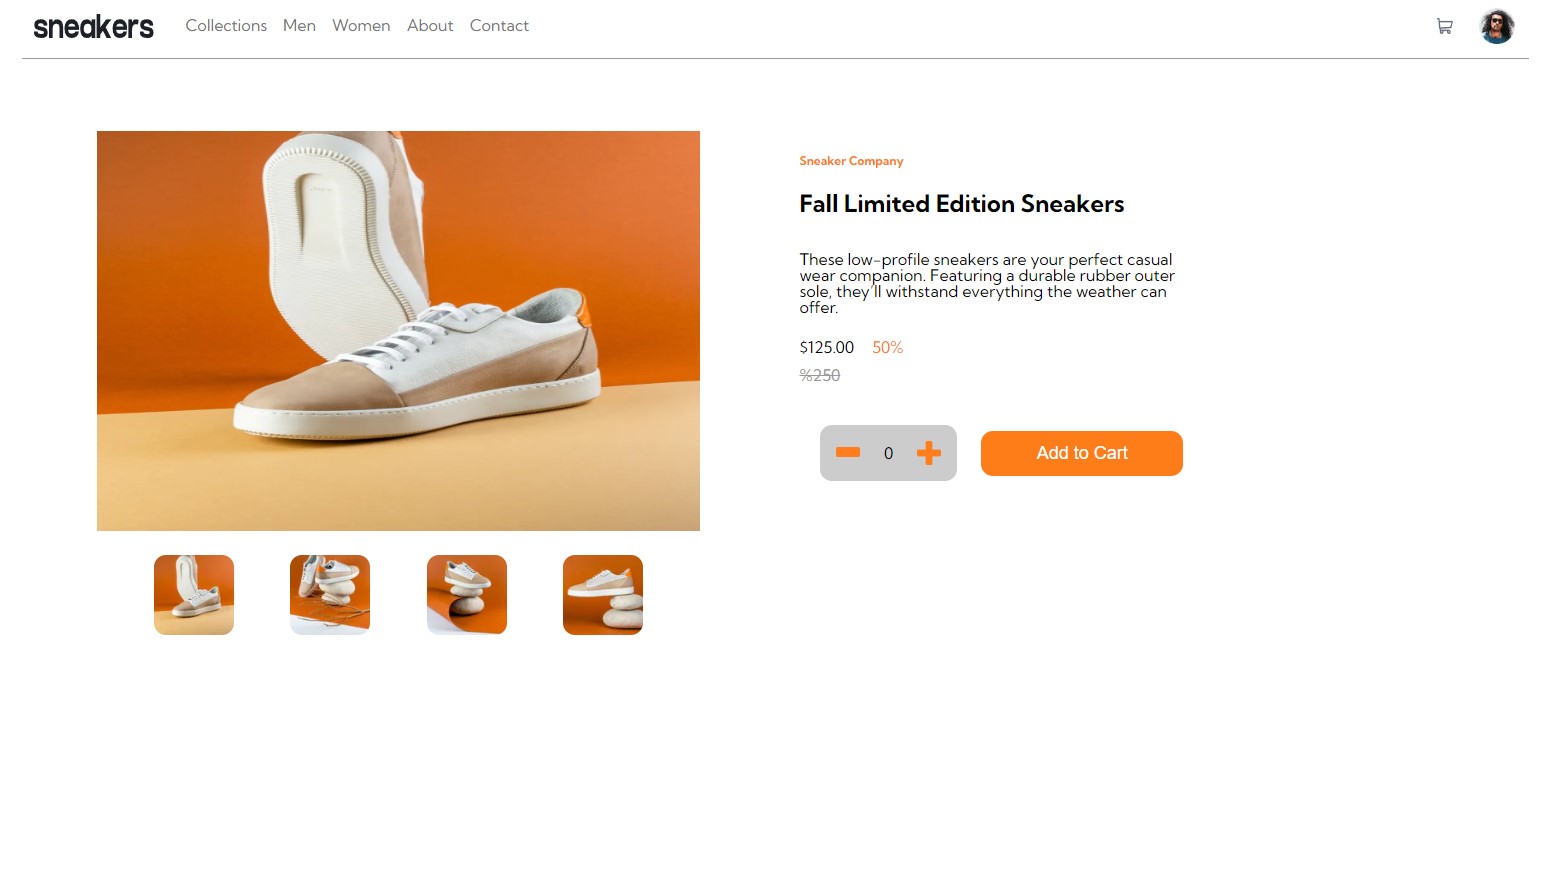 sneakers Collections Men Women About Contact
Sneaker Company
Fall Limited Edition Sneakers
These low-profile sneakers are your perfect casual
wear companion. Featuring a durable rubber outer
sole, they'll withstand everything the weather can
offer.
$125.00 50%
%250
0 Add to Cart